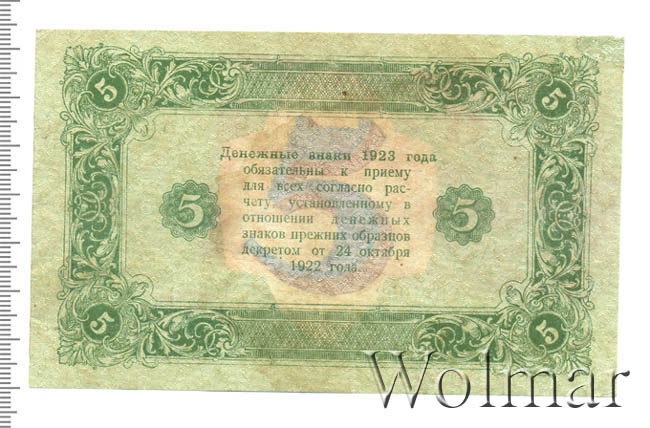 5 5
Денежные знаки 1923 года
обязательны к приему
для всех согласно рас-
чету, установленному в
5 5
отношении денежных
знаков прежних образцов
декретом от 24 октября
1922 года.
5 5
Wolmar